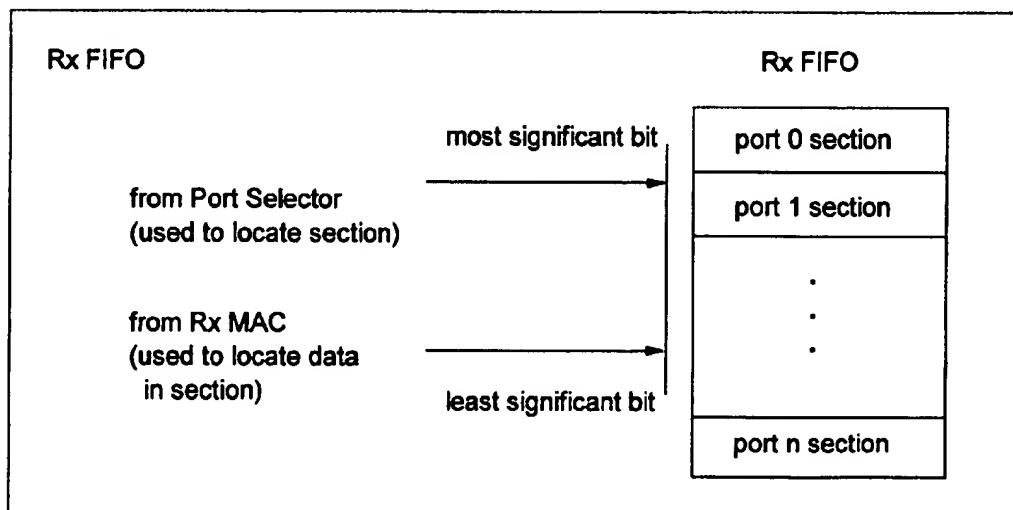 Rx FIFO
Rx FIFO
most significant bit
port 0 section
from Port Selector
(used to locate section)
port 1 section
from Rx MAC
(used to locate data
in section)
least significant bit
port n section